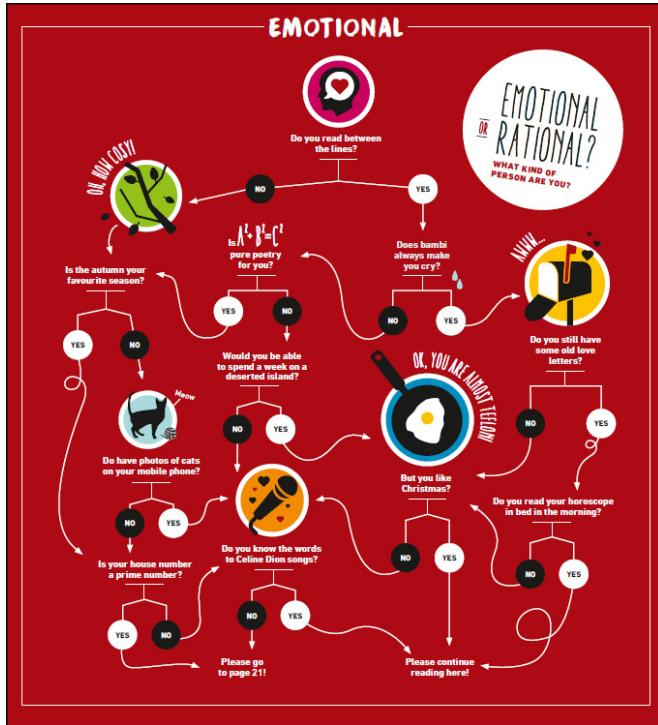 EMOTIONAL
EMOTIONAL
OR
RATIONAL?
WHAT KIND OF
PERSON ARE YOU?
Do you read between
the lines?
NO
YES
OH, HOW COSY!
Is the autumn your
favourite season?
YES
NO
Is A²+B²=C²
pure poetry
for you?
YES
NO
Does bambi
always make
you cry?
NO
YES
AWWW...
Do you still have
some old love
letters?
NO
YES
Would you be able
to spend a week on a
deserted island?
NO
YES
OK, YOU ARE ALMOST TEFLON!
But you like
Christmas?
NO
YES
Meow
Do have photos of cats
on your mobile phone?
NO
YES
Do you read your horoscope
in bed in the morning?
NO
YES
Do you know the words
to Celine Dion songs?
NO
YES
Is your house number
a prime number?
YES
NO
Please go
to page 21!
Please continue
reading here!